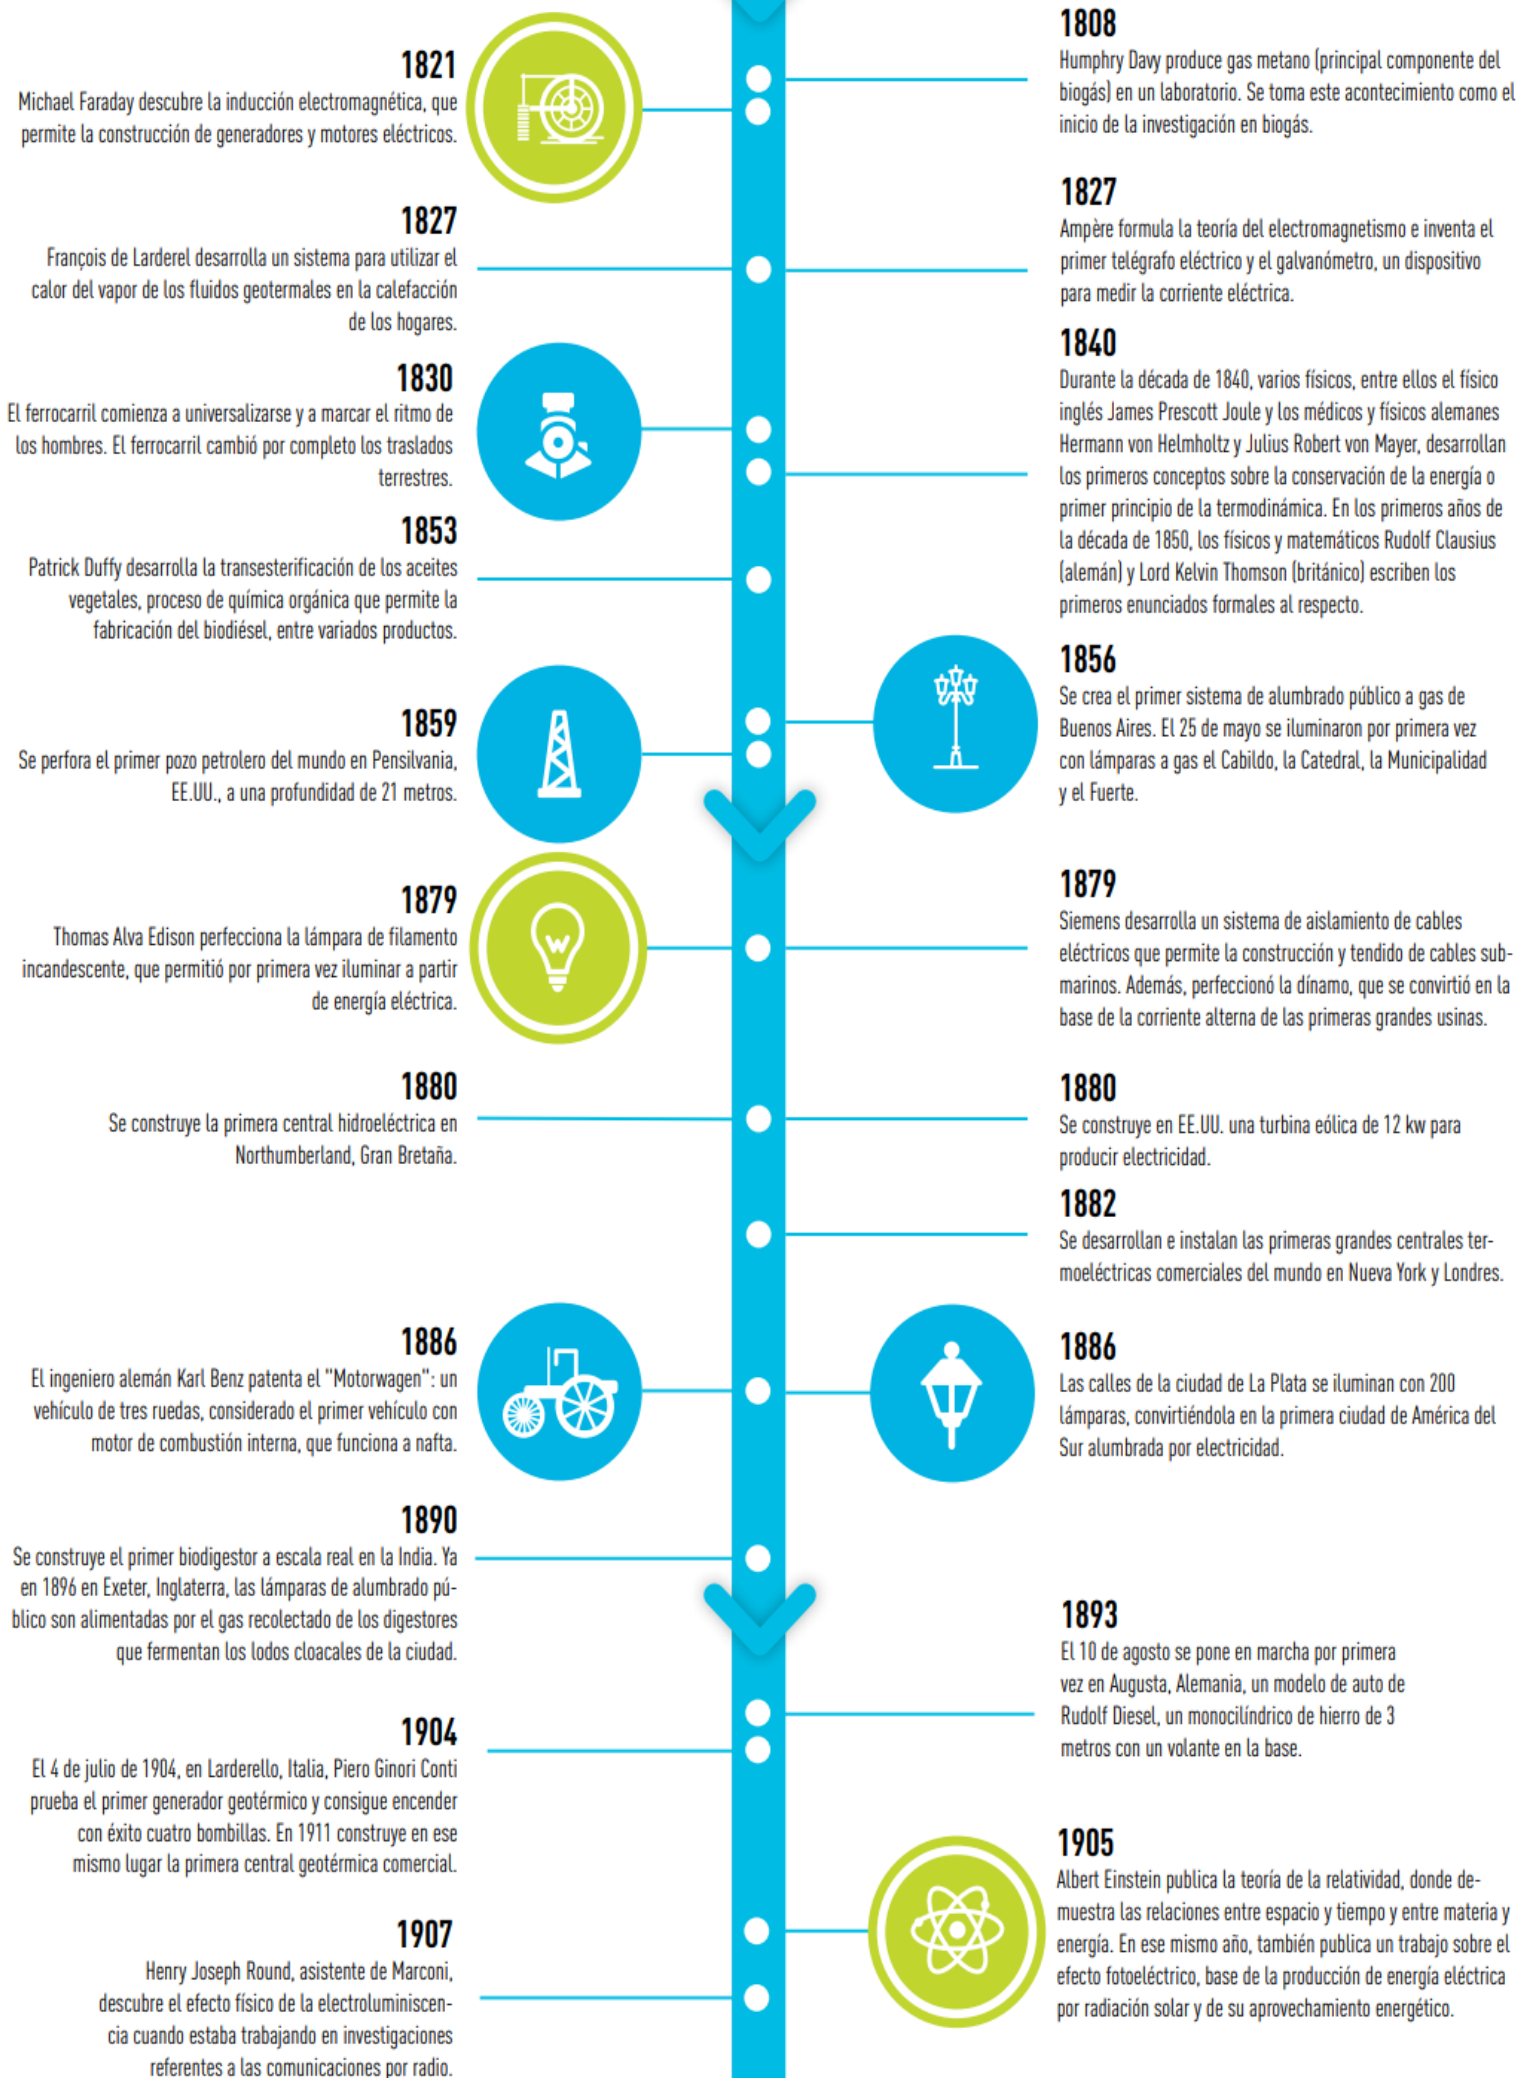 1808
Humphry Davy produce gas metano (principal componente del
biogás) en un laboratorio. Se toma este acontecimiento como el
inicio de la investigación en biogás.
1821
Michael Faraday descubre la inducción electromagnética, que
permite la construcción de generadores y motores eléctricos.
1827
François de Larderel desarrolla un sistema para utilizar el
calor del vapor de los fluidos geotermales en la calefacción
de los hogares.
1827
Ampère formula la teoría del electromagnetismo e inventa el
primer telégrafo eléctrico y el galvanómetro, un dispositivo
para medir la corriente eléctrica.
1830
El ferrocarril comienza a universalizarse y a marcar el ritmo de
los hombres. El ferrocarril cambió por completo los traslados
terrestres.
1840
Durante la década de 1840, varios físicos, entre ellos el físico
inglés James Prescott Joule y los médicos y físicos alemanes
Hermann von Helmholtz y Julius Robert von Mayer, desarrollan
los primeros conceptos sobre la conservación de la energía o
primer principio de la termodinámica. En los primeros años de
la década de 1850, los físicos y matemáticos Rudolf Clausius
(alemán) y Lord Kelvin Thomson (británico) escriben los
primeros enunciados formales al respecto.
1853
Patrick Duffy desarrolla la transesterificación de los aceites
vegetales, proceso de química orgánica que permite la
fabricación del biodiésel, entre variados productos.
1856
Se crea el primer sistema de alumbrado público a gas de
Buenos Aires. El 25 de mayo se iluminaron por primera vez
con lámparas a gas el Cabildo, la Catedral, la Municipalidad
y el Fuerte.
1859
Se perfora el primer pozo petrolero del mundo en Pensilvania,
EE.UU., a una profundidad de 21 metros.
1879
Thomas Alva Edison perfecciona la lámpara de filamento
incandescente, que permitió por primera vez iluminar a partir
de energía eléctrica.
1879
Siemens desarrolla un sistema de aislamiento de cables
eléctricos que permite la construcción y tendido de cables sub-
marinos. Además, perfeccionó la dínamo, que se convirtió en la
base de la corriente alterna de las primeras grandes usinas.
1880
Se construye la primera central hidroeléctrica en
Northumberland, Gran Bretaña.
1880
Se construye en EE.UU. una turbina eólica de 12 kw para
producir electricidad.
1882
Se desarrollan e instalan las primeras grandes centrales ter-
moeléctricas comerciales del mundo en Nueva York y Londres.
1886
El ingeniero alemán Karl Benz patenta el "Motorwagen": un
vehículo de tres ruedas, considerado el primer vehículo con
motor de combustión interna, que funciona a nafta.
1886
Las calles de la ciudad de La Plata se iluminan con 200
lámparas, convirtiéndola en la primera ciudad de América del
Sur alumbrada por electricidad.
1890
Se construye el primer biodigestor a escala real en la India. Ya
en 1896 en Exeter, Inglaterra, las lámparas de alumbrado pú-
blico son alimentadas por el gas recolectado de los digestores
que fermentan los lodos cloacales de la ciudad.
1893
El 10 de agosto se pone en marcha por primera
vez en Augusta, Alemania, un modelo de auto de
Rudolf Diesel, un monocilíndrico de hierro de 3
metros con un volante en la base.
1904
El 4 de julio de 1904, en Larderello, Italia, Piero Ginori Conti
prueba el primer generador geotérmico y consigue encender
con éxito cuatro bombillas. En 1911 construye en ese
mismo lugar la primera central geotérmica comercial.
1905
Albert Einstein publica la teoría de la relatividad, donde de-
muestra las relaciones entre espacio y tiempo y entre materia y
energía. En ese mismo año, también publica un trabajo sobre el
efecto fotoeléctrico, base de la producción de energía eléctrica
por radiación solar y de su aprovechamiento energético.
1907
Henry Joseph Round, asistente de Marconi,
descubre el efecto físico de la electroluminiscen-
cia cuando estaba trabajando en investigaciones
referentes a las comunicaciones por radio.